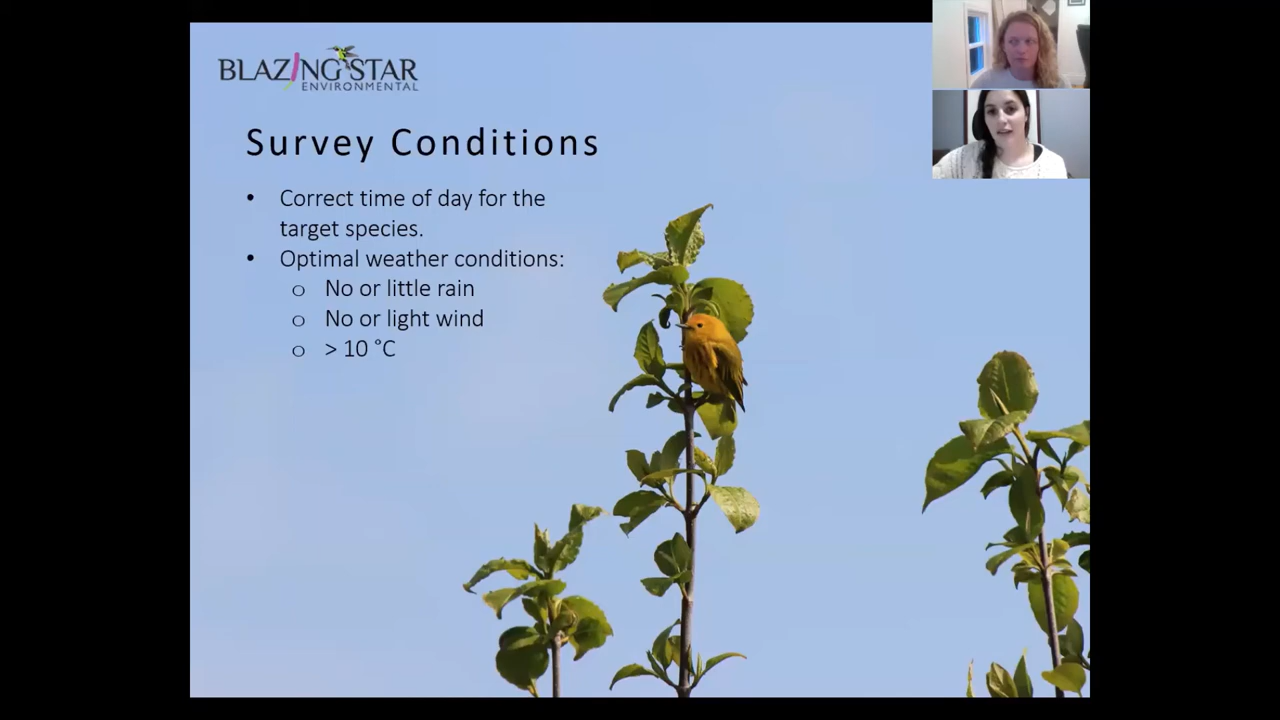 BLAZING STAR
ENVIRONMENTAL
Survey Conditions
• Correct time of day for the
target species.
• Optimal weather conditions:
o No or little rain
o No or light wind
o > 10 °C